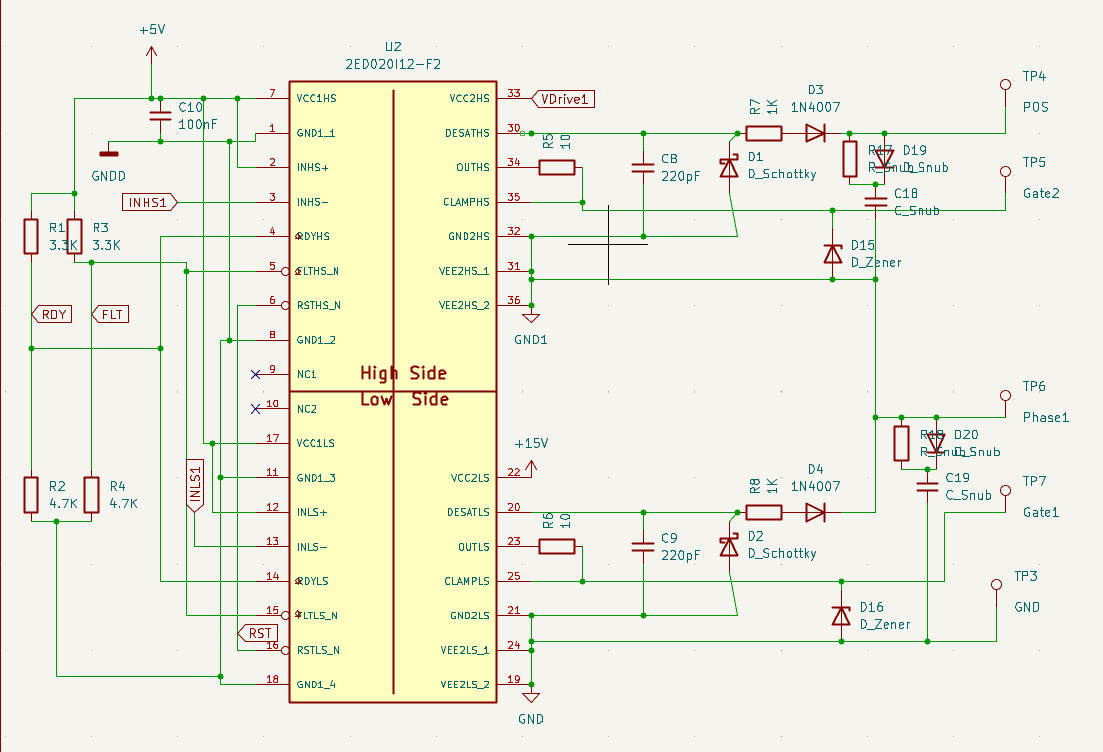 +5V
U2
2ED020I12-F2
C10
100nF
GNDD
INHS1
R1
3.3K
R3
3.3K
RDY
FLT
R2
4.7K
R4
4.7K
INLS1
RST
7
VCC1HS
1
GND1_1
2
INHS+
3
INHS-
4
RDYHS
5
FLTHS_N
6
RSTHS_N
8
GND1_2
9
NC1
10
NC2
17
VCC1LS
11
GND1_3
12
INLS+
13
INLS-
14
RDYLS
15
FLTLS_N
16
RSTLS_N
18
GND1_4
High Side
Low Side
VCC2HS
33
DESATHS
30
OUTHS
34
CLAMPHS
35
GND2HS
32
VEE2HS_1
31
VEE2HS_2
36
VCC2LS
22
DESATLS
20
OUTLS
23
CLAMPLS
25
GND2LS
21
VEE2LS_1
24
VEE2LS_2
19
VDrive1
R5
10
C8
220pF
D1
D_Schottky
R7
1K
D3
1N4007
R17
R_Snub
D19
D_Snub
C18
C_Snub
D15
D_Zener
GND1
TP4
POS
TP5
Gate2
+15V
R6
10
C9
220pF
D2
D_Schottky
R8
1K
D4
1N4007
R18
R_Snub
D20
D_Snub
C19
C_Snub
D16
D_Zener
GND
TP6
Phase1
TP7
Gate1
TP3
GND